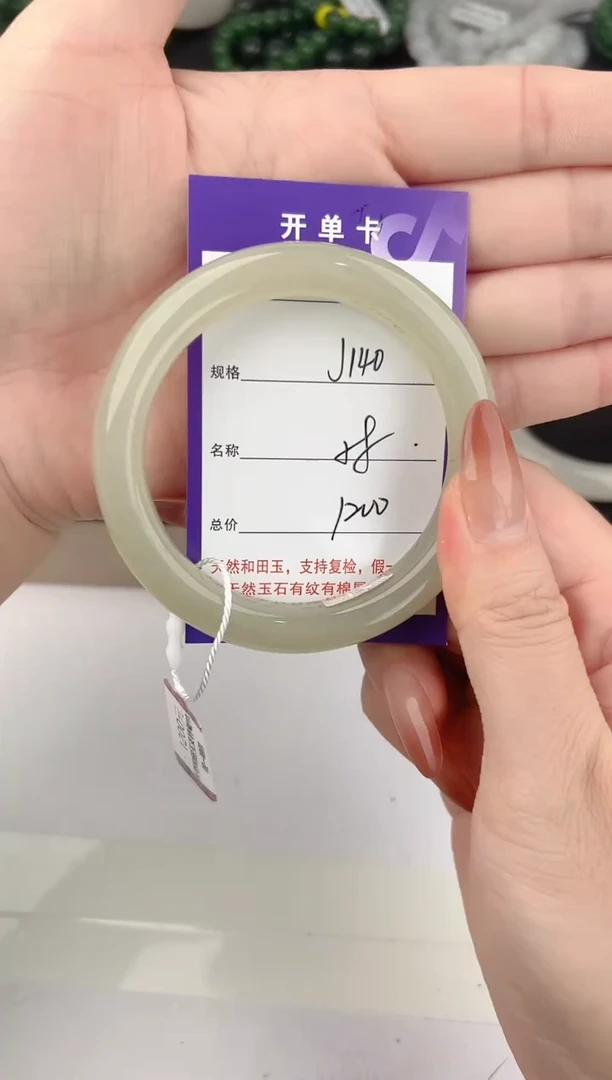 开单卡
规格 J140
名称
总价 1200
天然和田玉，支持复检，假一
天然玉石有纹有棉